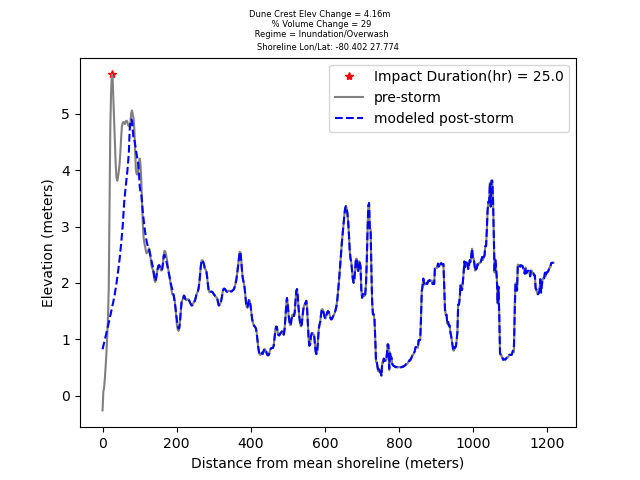 Dune Crest Elev Change = 4.16m
% Volume Change = 29
Regime = Inundation/Overwash
Shoreline Lon/Lat: -80.402 27.774
Impact Duration(hr) = 25.0
pre-storm
modeled post-storm
Elevation (meters)
5
4
3
2
1
0
0 200 400 600 800 1000 1200
Distance from mean shoreline (meters)